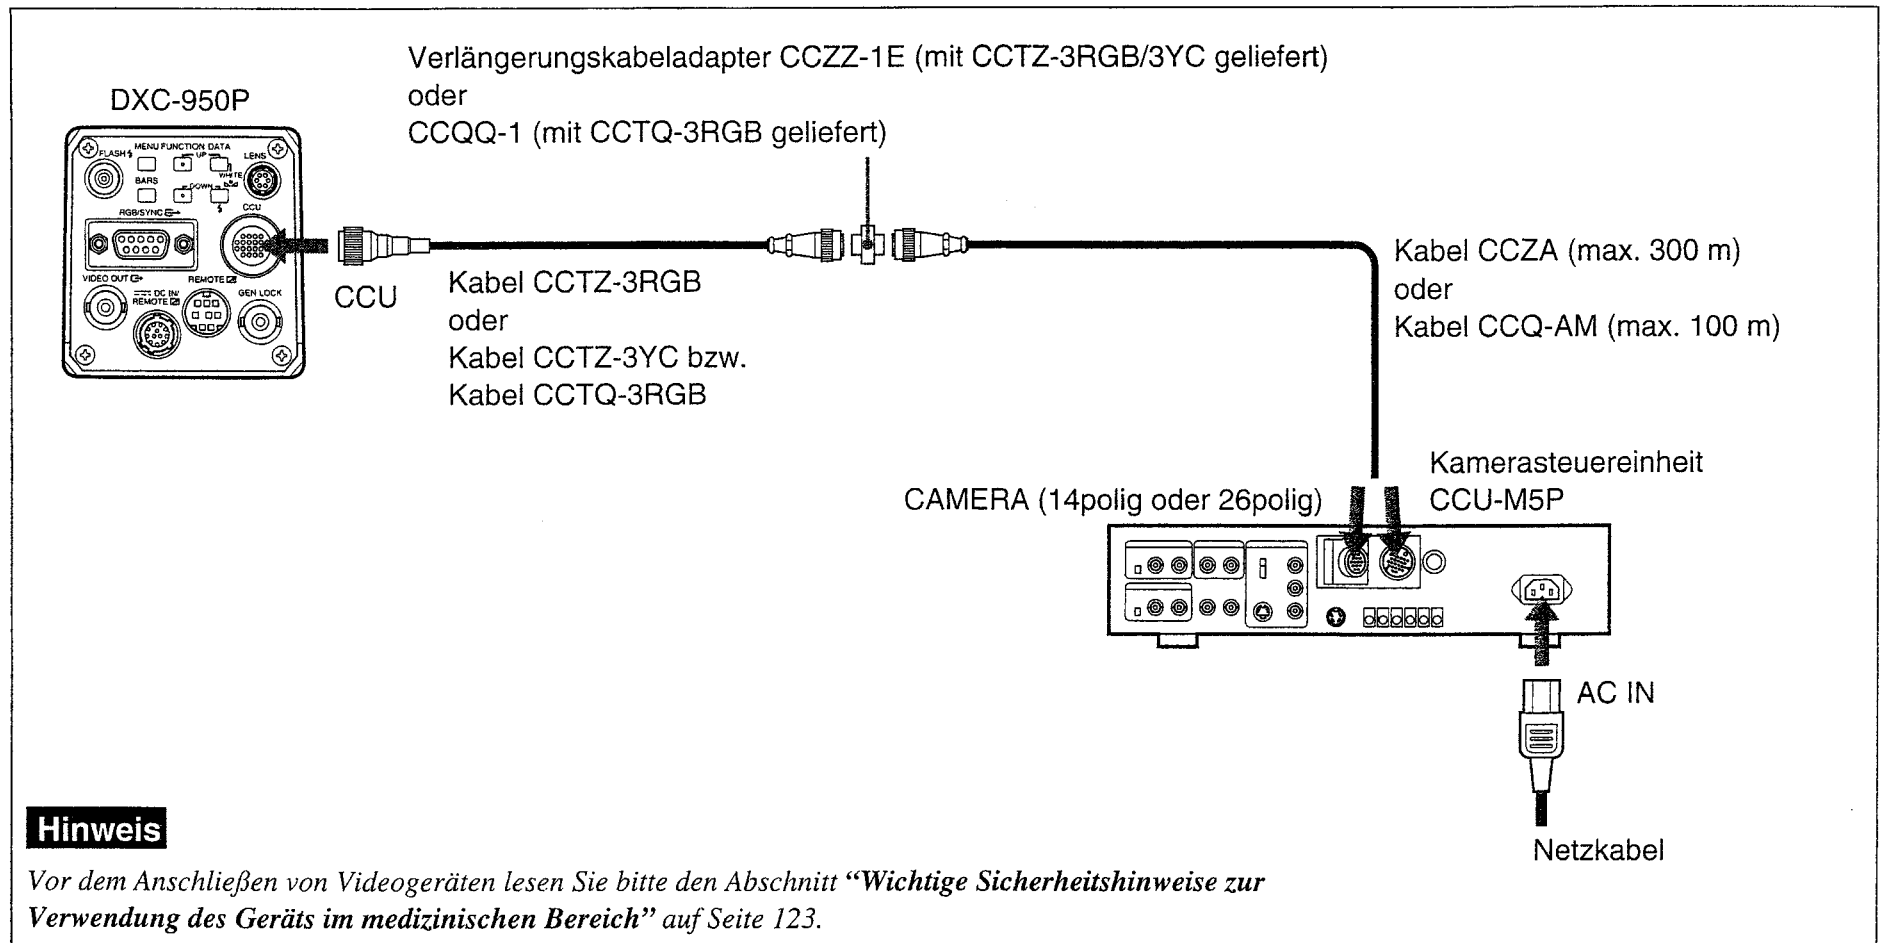 Verlängerungskabeladapter CCZZ-1E (mit CCTZ-3RGB/3YC geliefert)
oder
CCQQ-1 (mit CCTQ-3RGB geliefert)
DXC-950P
FLASH
MENU FUNCTION DATA
UP
LENS
WHITE
BARS
DOWN
RGB/SYNC
CCU
VIDEO OUT
REMOTE
DC IN/
REMOTE
GEN LOCK
CCU
Kabel CCTZ-3RGB
oder
Kabel CCTZ-3YC bzw.
Kabel CCTQ-3RGB
Kabel CCZA (max. 300 m)
oder
Kabel CCQ-AM (max. 100 m)
Kamerasteuereinheit
CCU-M5P
CAMERA (14polig oder 26polig)
AC IN
Netzkabel
Hinweis
Vor dem Anschließen von Videogeräten lesen Sie bitte den Abschnitt “Wichtige Sicherheitshinweise zur
Verwendung des Geräts im medizinischen Bereich” auf Seite 123.